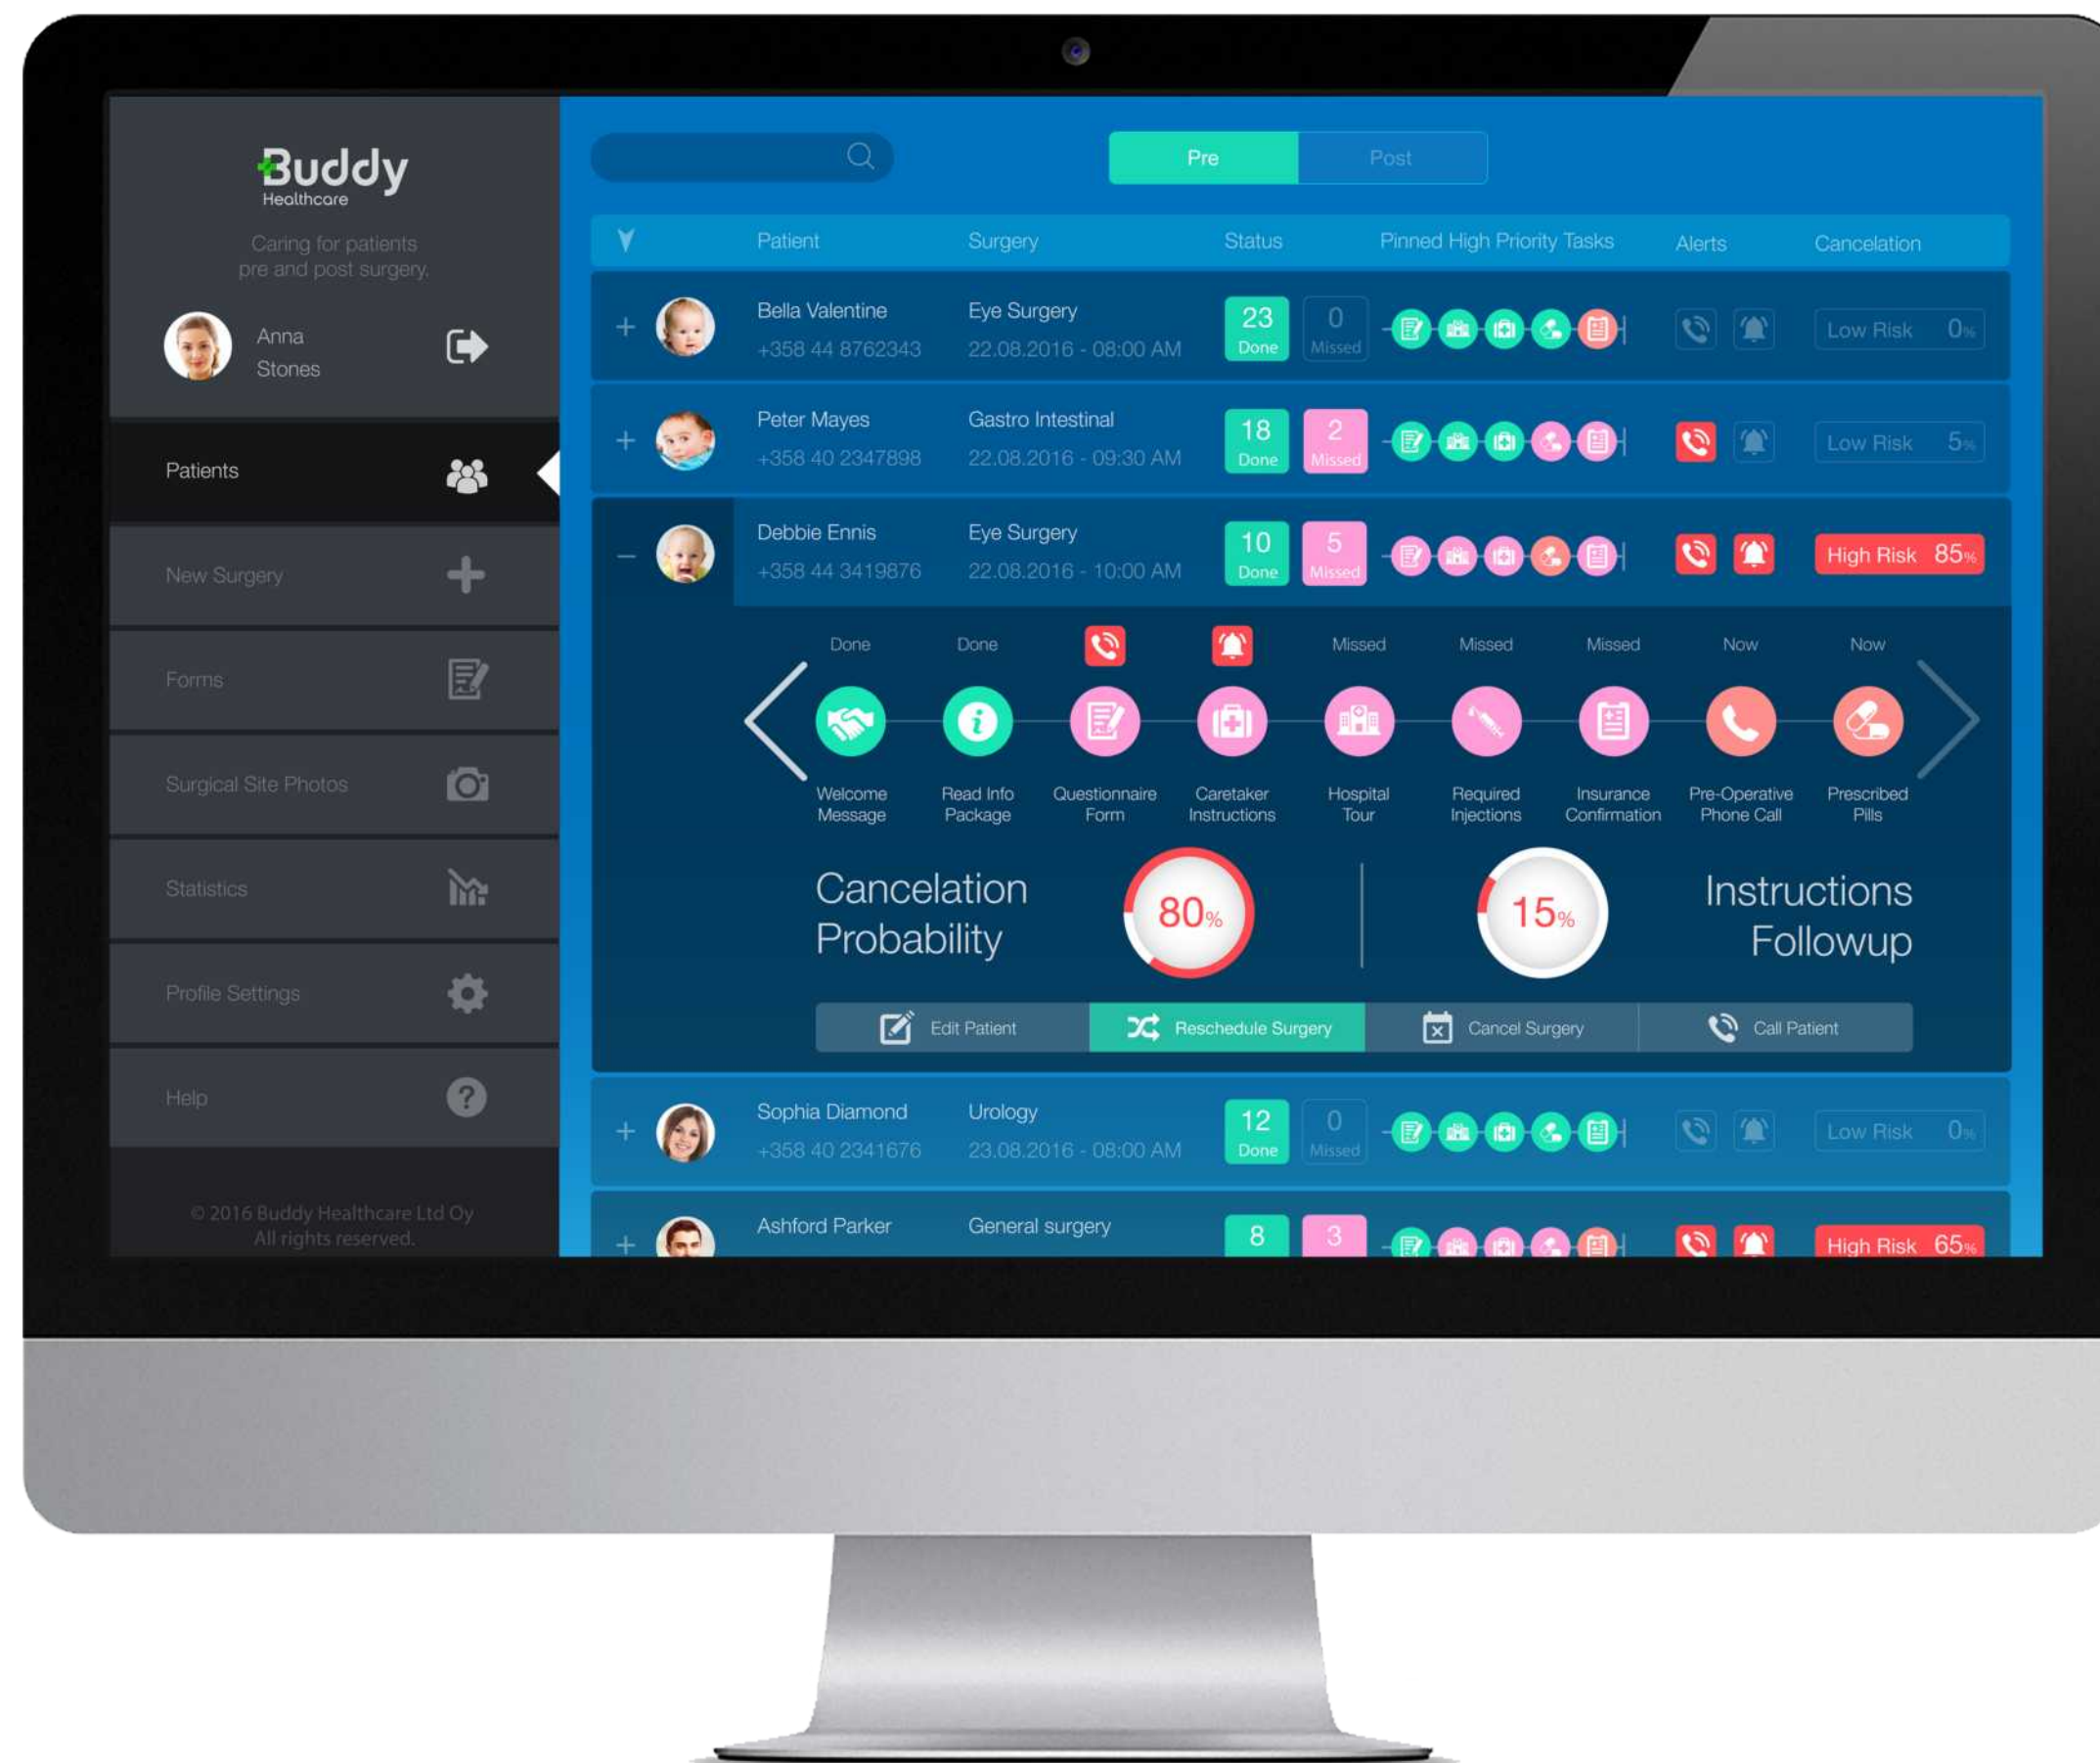 Buddy
Healthcare
Caring for patients
pre and post surgery.
Anna
Stones
Patients
New Surgery
Forms
Surgical Site Photos
Statistics
Profile Settings
Help
© 2016 Buddy Healthcare Ltd Oy
All rights reserved.
Pre Post
Patient Surgery Status Pinned High Priority Tasks Alerts Cancelation
Bella Valentine Eye Surgery 23 0 Low Risk 0%
+358 44 8762343 22.08.2016 - 08:00 AM Done Missed
Peter Mayes Gastro Intestinal 18 2 Low Risk 5%
+358 40 2347898 22.08.2016 - 09:30 AM Done Missed
Debbie Ennis Eye Surgery 10 5 High Risk 85%
+358 44 3419876 22.08.2016 - 10:00 AM Done Missed
Done Done Missed Missed Missed Now Now
Welcome Read Info Questionnaire Caretaker Hospital Required Insurance Pre-Operative Prescribed
Message Package Form Instructions Tour Injections Confirmation Phone Call Pills
Cancelation 80% 15% Instructions
Probability Followup
Edit Patient Reschedule Surgery Cancel Surgery Call Patient
Sophia Diamond Urology 12 0 Low Risk 0%
+358 40 2341676 23.08.2016 - 08:00 AM Done Missed
Ashford Parker General surgery 8 3 High Risk 65%